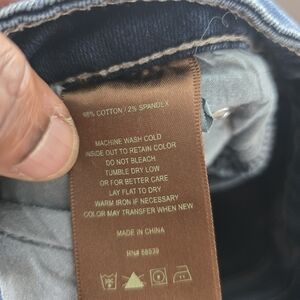 98% COTTON / 2% SPANDEX
MACHINE WASH COLD
INSIDE OUT TO RETAIN COLOR
DO NOT BLEACH
TUMBLE DRY LOW
OR FOR BETTER CARE
LAY FLAT TO DRY
WARM IRON IF NECESSARY
COLOR MAY TRANSFER WHEN NEW
MADE IN CHINA
RN#